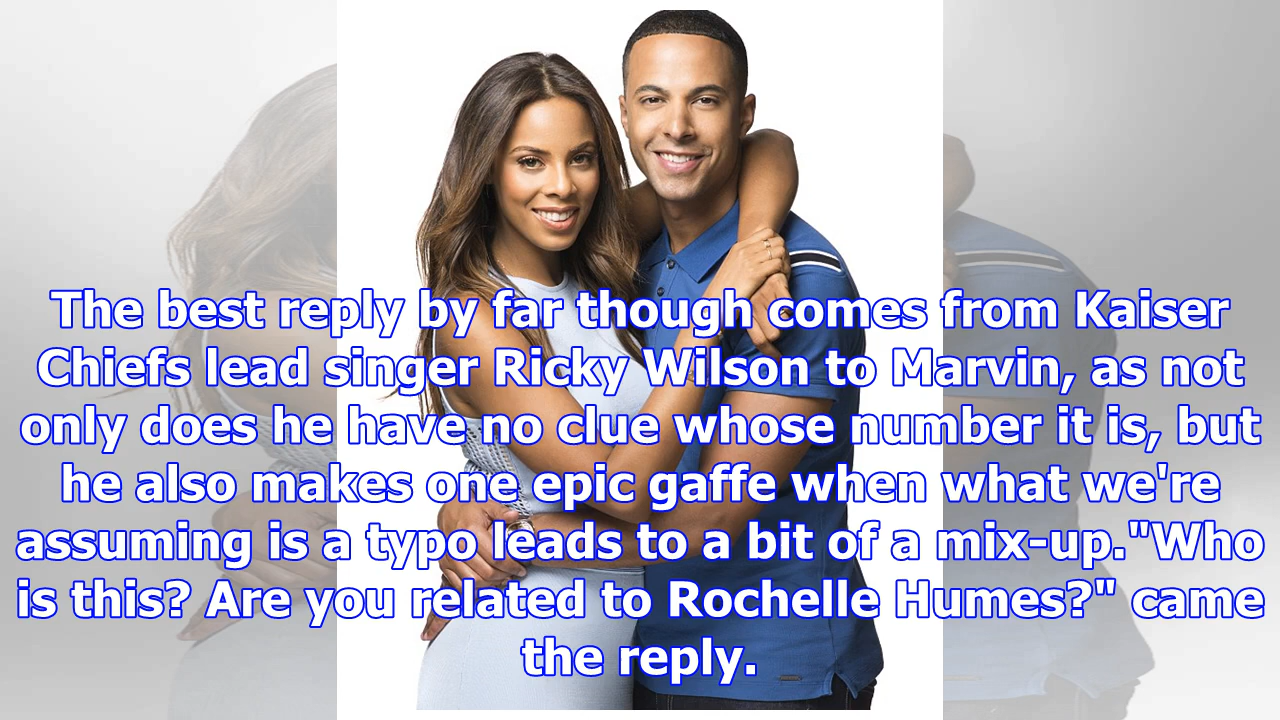 The best reply by far though comes from Kaiser
Chiefs lead singer Ricky Wilson to Marvin, as not
only does he have no clue whose number it is, but
he also makes one epic gaffe when what we're
assuming is a typo leads to a bit of a mix-up."Who
is this? Are you related to Rochelle Humes?" came
the reply.